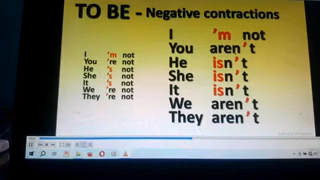 TO BE - Negative contractions
I 'm not
You 're not
He 's not
She 's not
It 's not
We 're not
They 're not
I 'm not
You aren't
He isn't
She isn't
It isn't
We aren't
They aren't